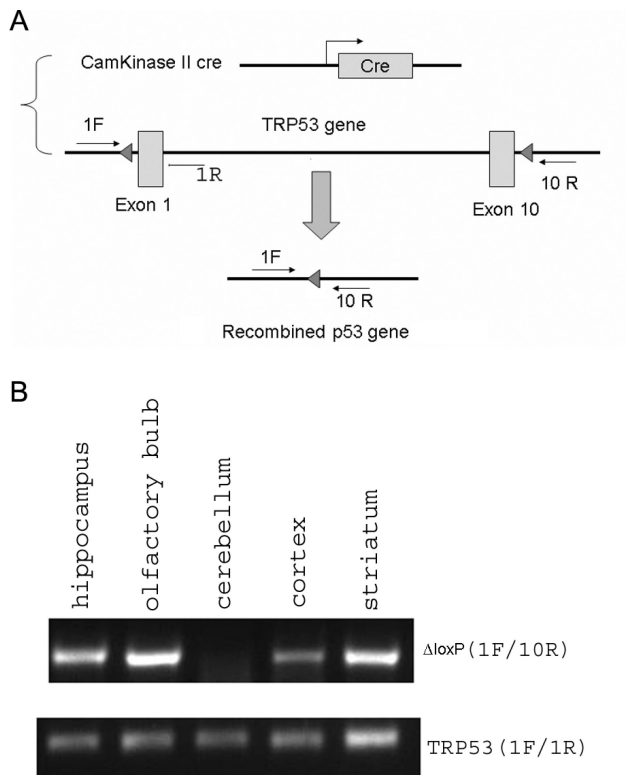 A
CamKinase II cre
Cre
1F
TRP53 gene
1R
10 R
Exon 1
Exon 10
1F
10 R
Recombined p53 gene
B
hippocampus
olfactory bulb
cerebellum
cortex
striatum
ΔloxP(1F/10R)
TRP53(1F/1R)